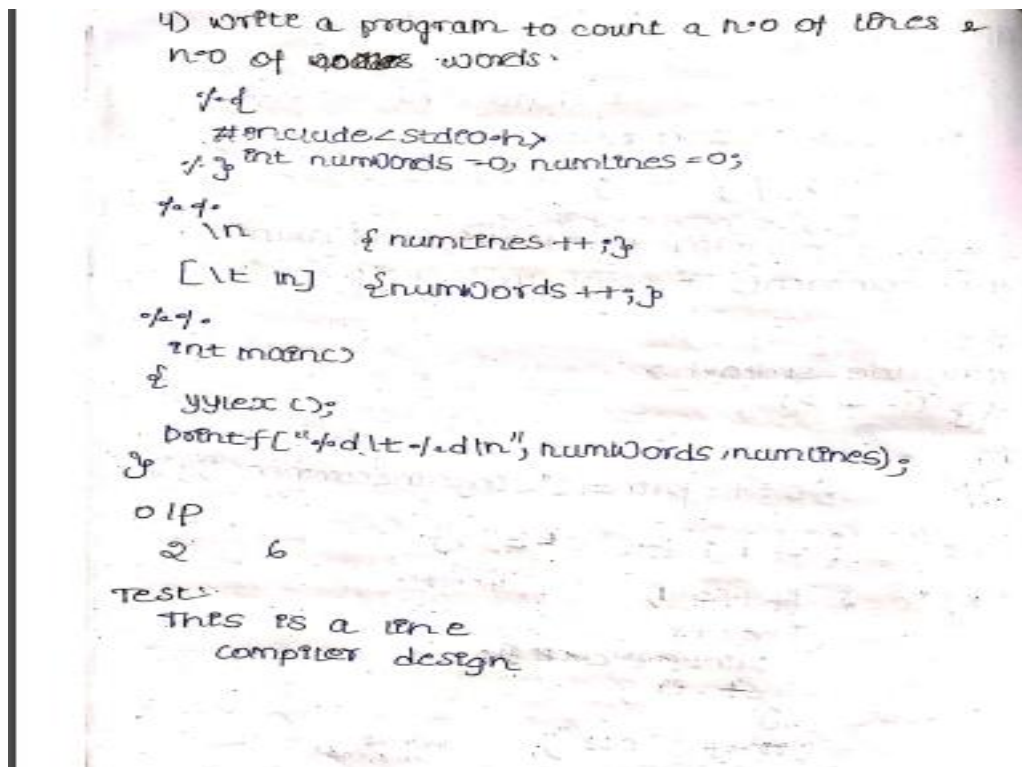 4) write a program to count a n.o of lines &
n.o of words.
%{
#include<stdio.h>
%} int numWords =0, numLines =0;
%%
\n {numLines ++;}
[\t \n] {numWords ++;}
%%
int main()
{
yylex ();
printf("%d\t%d\n", numWords, numlines);
}
o/p
2 6
Test:
This is a line
compiler design